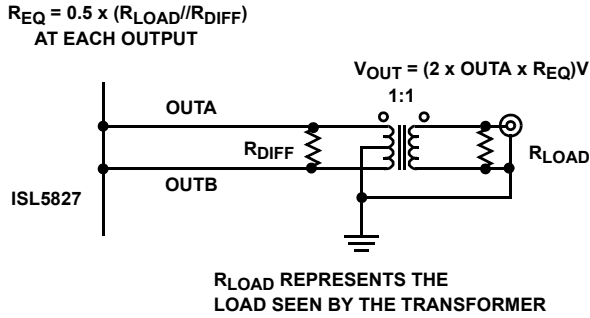 REQ = 0.5 x (RLOAD//RDIFF)
AT EACH OUTPUT
VOUT = (2 x OUTA x REQ)V
1:1
OUTA
RDIFF
RLOAD
OUTB
ISL5827
RLOAD REPRESENTS THE
LOAD SEEN BY THE TRANSFORMER